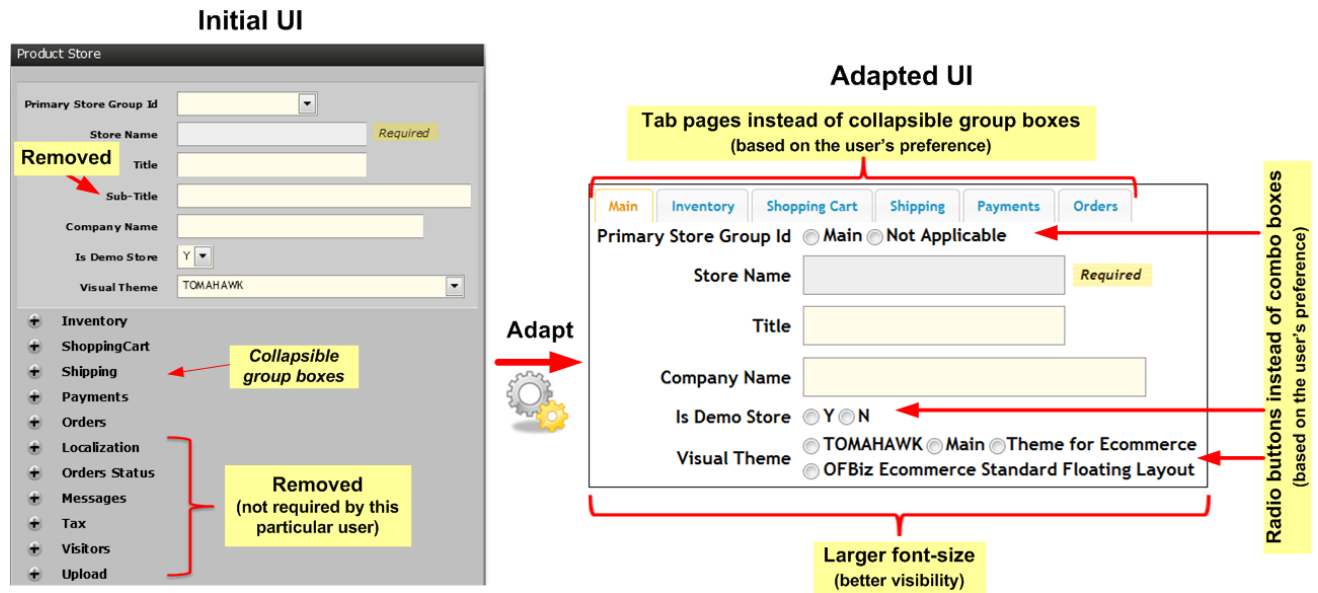 Initial UI
Product Store
Primary Store Group Id
Store Name
Required
Removed
Title
Sub-Title
Company Name
Is Demo Store
Y
Visual Theme
TOMAHAWK
Inventory
ShoppingCart
Shipping
Payments
Orders
Localization
Orders Status
Messages
Tax
Visitors
Upload
Collapsible
group boxes
Removed
(not required by this
particular user)
Adapt
Adapted UI
Tab pages instead of collapsible group boxes
(based on the user's preference)
Main Inventory Shopping Cart Shipping Payments Orders
Primary Store Group Id Main Not Applicable
Store Name Required
Title
Company Name
Is Demo Store Y N
Visual Theme
TOMAHAWK Main Theme for Ecommerce
OFBiz Ecommerce Standard Floating Layout
Larger font-size
(better visibility)
Radio buttons instead of combo boxes
(based on the user's preference)